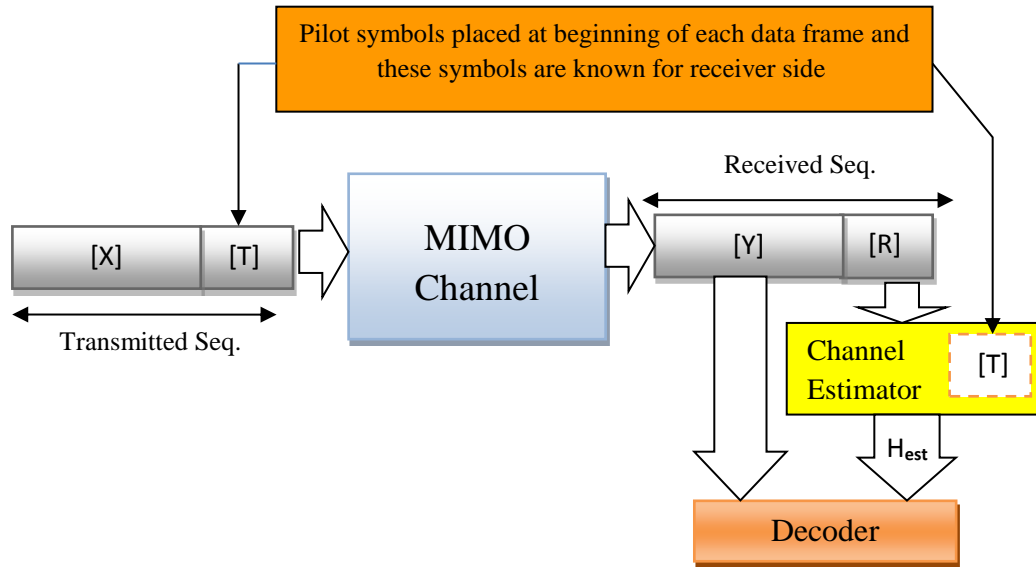 Pilot symbols placed at beginning of each data frame and
these symbols are known for receiver side
Received Seq.
MIMO
Channel
[X]
[T]
[Y]
[R]
Transmitted Seq.
Channel
Estimator
[T]
Hest
Decoder